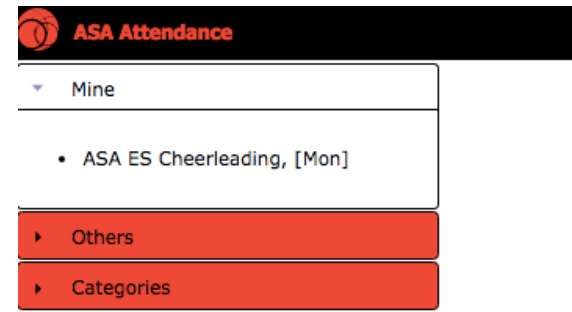 ASA Attendance
Mine
• ASA ES Cheerleading, [Mon]
Others
Categories